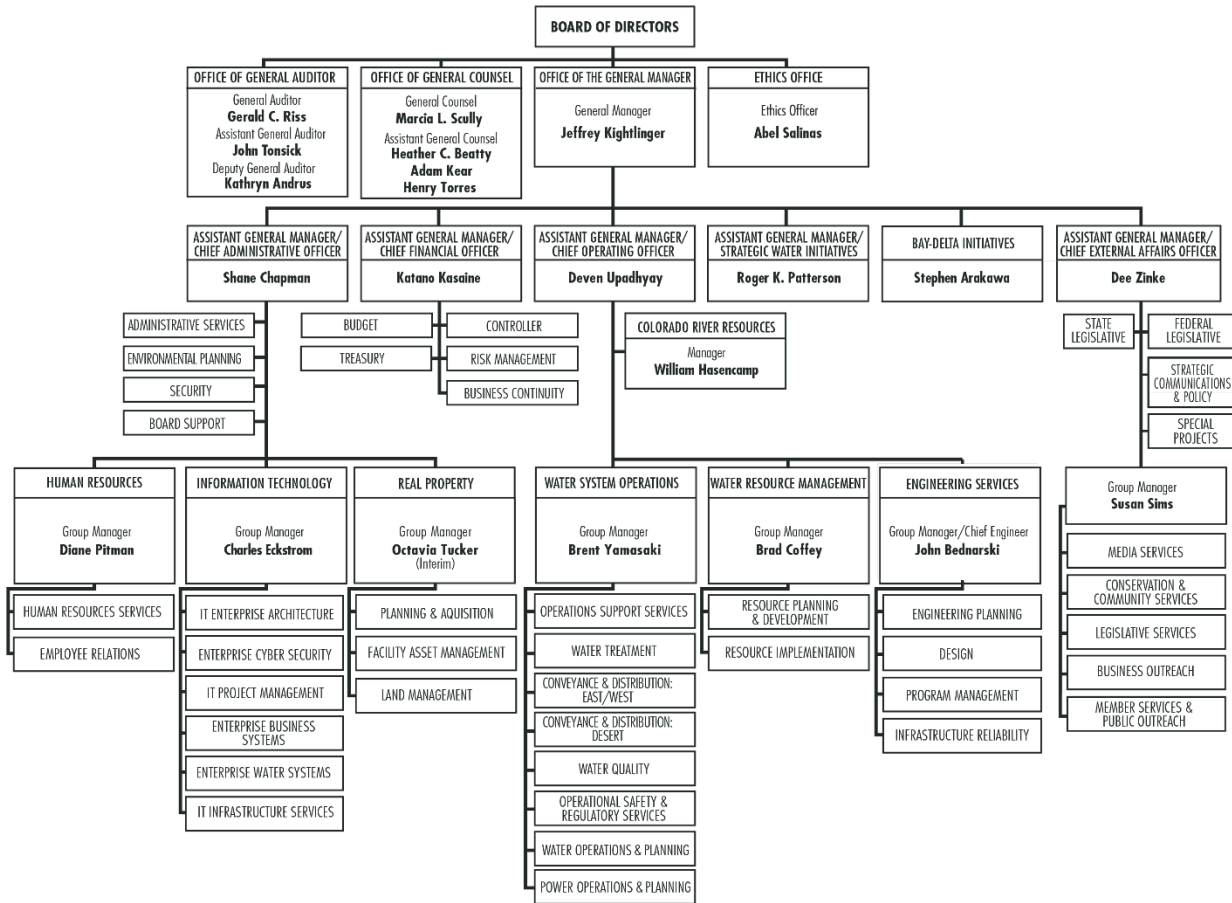 BOARD OF DIRECTORS
OFFICE OF GENERAL AUDITOR
General Auditor
Gerald C. Riss
Assistant General Auditor
John Tonsick
Deputy General Auditor
Kathryn Andrus
OFFICE OF GENERAL COUNSEL
General Counsel
Marcia L. Scully
Assistant General Counsel
Heather C. Beatty
Adam Kear
Henry Torres
OFFICE OF THE GENERAL MANAGER
General Manager
Jeffrey Kightlinger
ETHICS OFFICE
Ethics Officer
Abel Salinas
ASSISTANT GENERAL MANAGER/
CHIEF ADMINISTRATIVE OFFICER
Shane Chapman
ASSISTANT GENERAL MANAGER/
CHIEF FINANCIAL OFFICER
Katano Kasaine
ASSISTANT GENERAL MANAGER/
CHIEF OPERATING OFFICER
Deven Upadhyay
ASSISTANT GENERAL MANAGER/
STRATEGIC WATER INITIATIVES
Roger K. Patterson
BAY-DELTA INITIATIVES
Stephen Arakawa
ASSISTANT GENERAL MANAGER/
CHIEF EXTERNAL AFFAIRS OFFICER
Dee Zinke
ADMINISTRATIVE SERVICES
ENVIRONMENTAL PLANNING
SECURITY
BOARD SUPPORT
BUDGET
CONTROLLER
TREASURY
RISK MANAGEMENT
BUSINESS CONTINUITY
COLORADO RIVER RESOURCES
Manager
William Hasencamp
STATE
LEGISLATIVE
FEDERAL
LEGISLATIVE
STRATEGIC
COMMUNICATIONS
& POLICY
SPECIAL
PROJECTS
HUMAN RESOURCES
Group Manager
Diane Pitman
HUMAN RESOURCES SERVICES
EMPLOYEE RELATIONS
INFORMATION TECHNOLOGY
Group Manager
Charles Eckstrom
IT ENTERPRISE ARCHITECTURE
ENTERPRISE CYBER SECURITY
IT PROJECT MANAGEMENT
ENTERPRISE BUSINESS
SYSTEMS
ENTERPRISE WATER SYSTEMS
IT INFRASTRUCTURE SERVICES
REAL PROPERTY
Group Manager
Octavia Tucker
(Interim)
PLANNING & AQUISITION
FACILITY ASSET MANAGEMENT
LAND MANAGEMENT
WATER SYSTEM OPERATIONS
Group Manager
Brent Yamasaki
OPERATIONS SUPPORT SERVICES
WATER TREATMENT
CONVEYANCE & DISTRIBUTION:
EAST/WEST
CONVEYANCE & DISTRIBUTION:
DESERT
WATER QUALITY
OPERATIONAL SAFETY &
REGULATORY SERVICES
WATER OPERATIONS & PLANNING
POWER OPERATIONS & PLANNING
WATER RESOURCE MANAGEMENT
Group Manager
Brad Coffey
RESOURCE PLANNING
& DEVELOPMENT
RESOURCE IMPLEMENTATION
ENGINEERING SERVICES
Group Manager/Chief Engineer
John Bednarski
ENGINEERING PLANNING
DESIGN
PROGRAM MANAGEMENT
INFRASTRUCTURE RELIABILITY
Group Manager
Susan Sims
MEDIA SERVICES
CONSERVATION &
COMMUNITY SERVICES
LEGISLATIVE SERVICES
BUSINESS OUTREACH
MEMBER SERVICES &
PUBLIC OUTREACH